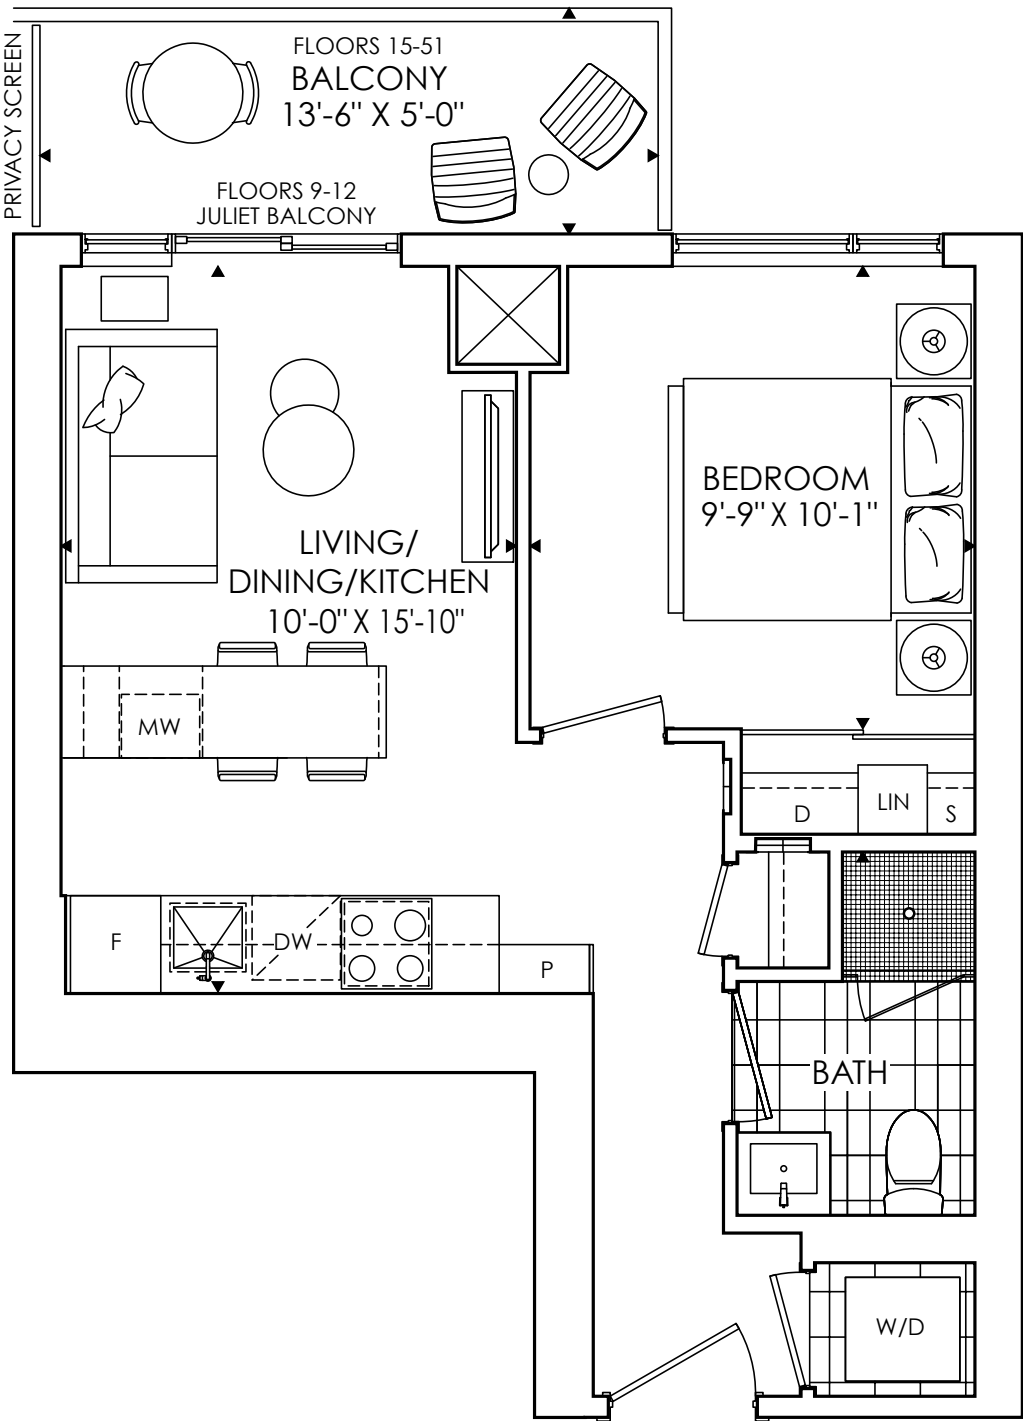 PRIVACY SCREEN
FLOORS 15-51
BALCONY
13'-6" X 5'-0"
FLOORS 9-12
JULIET BALCONY
BEDROOM
9'-9" X 10'-1"
LIVING/
DINING/KITCHEN
10'-0" X 15'-10"
MW
D
LIN
S
F
DW
P
BATH
W/D